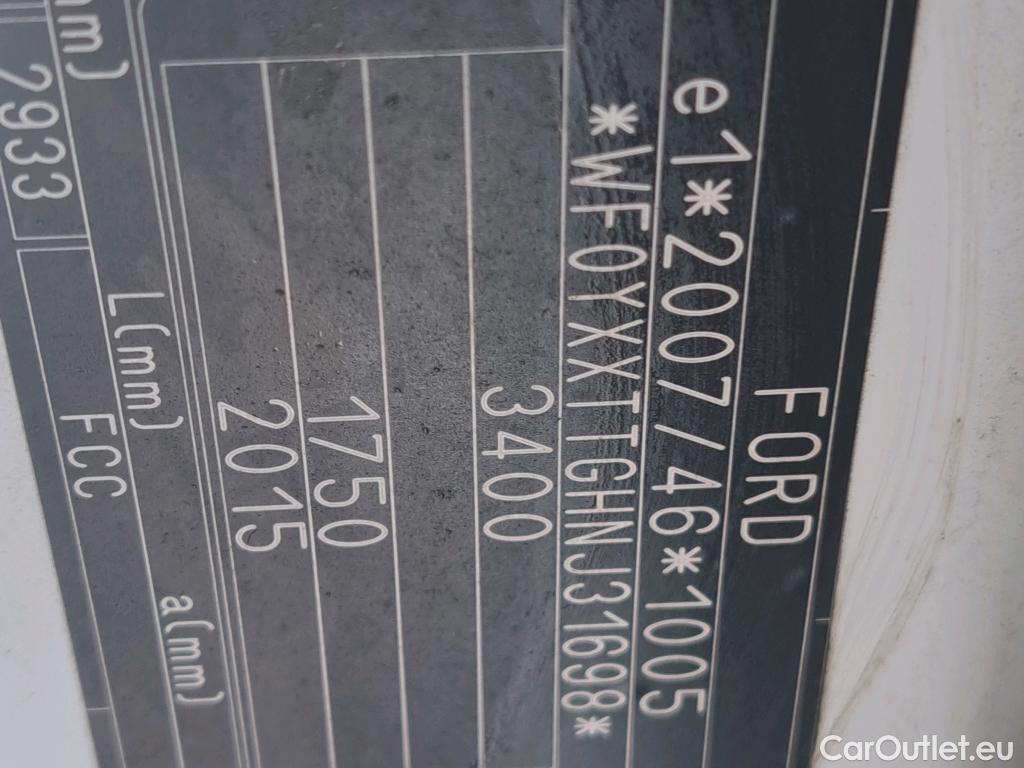 FORD
e1*2007/46*1005
*WF0YXXTTGHNJ31698*
3400
1750
2015
L(mm) a(mm)
mm)
2933 FCC
CarOutlet.eu